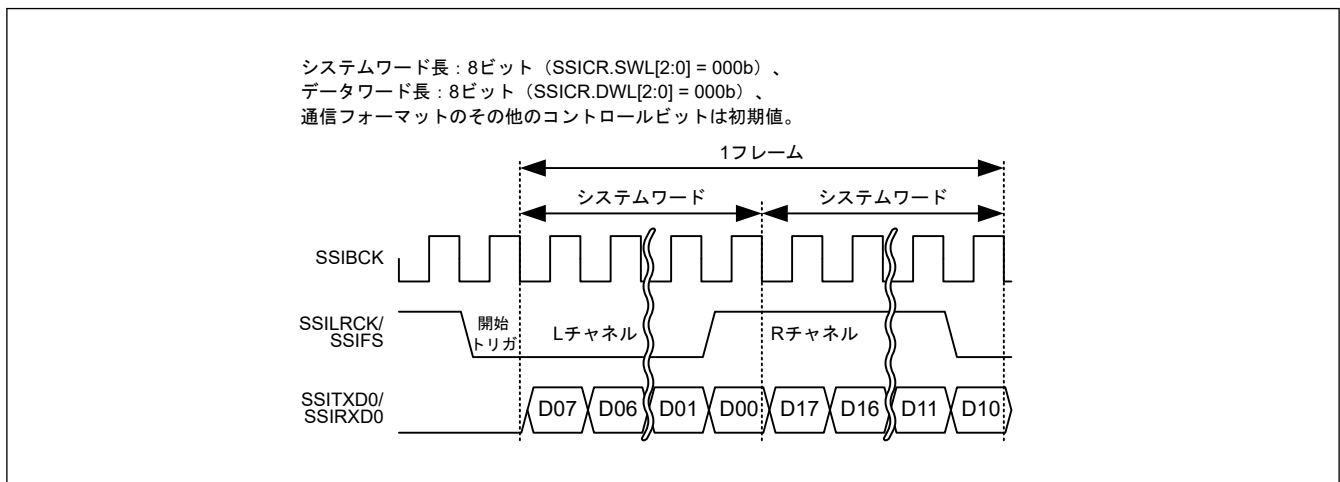 システムワード長：8ビット（SSICR.SWL[2:0] = 000b）、
データワード長：8ビット（SSICR.DWL[2:0] = 000b）、
通信フォーマットのその他のコントロールビットは初期値。
1フレーム
システムワード
システムワード
SSIBCK
SSILRCK/
SSIFS
開始
トリガ
Lチャネル
Rチャネル
SSITXD0/
SSIRXD0
D07
D06
D01
D00
D17
D16
D11
D10